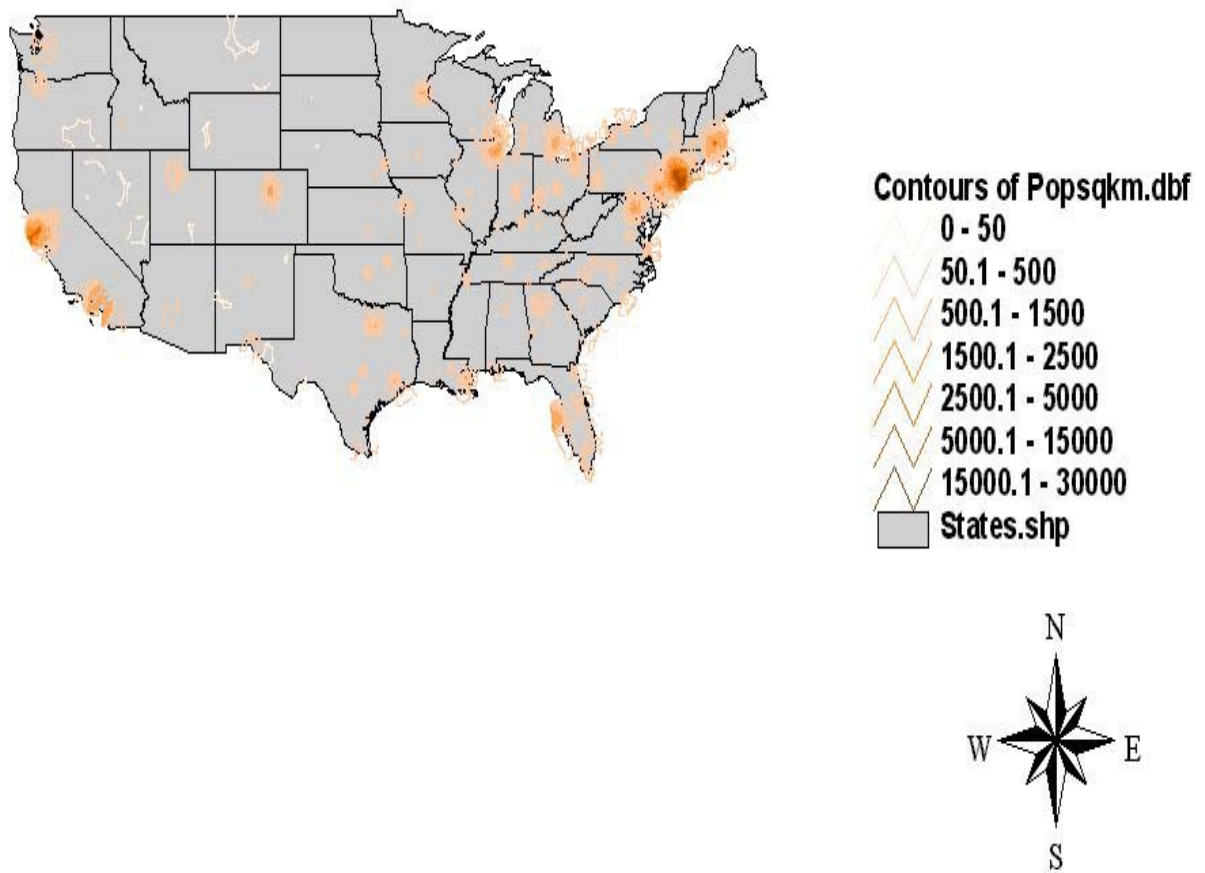 Contours of Popsqkm.dbf
0 - 50
50.1 - 500
500.1 - 1500
1500.1 - 2500
2500.1 - 5000
5000.1 - 15000
15000.1 - 30000
States.shp
N
W E
S